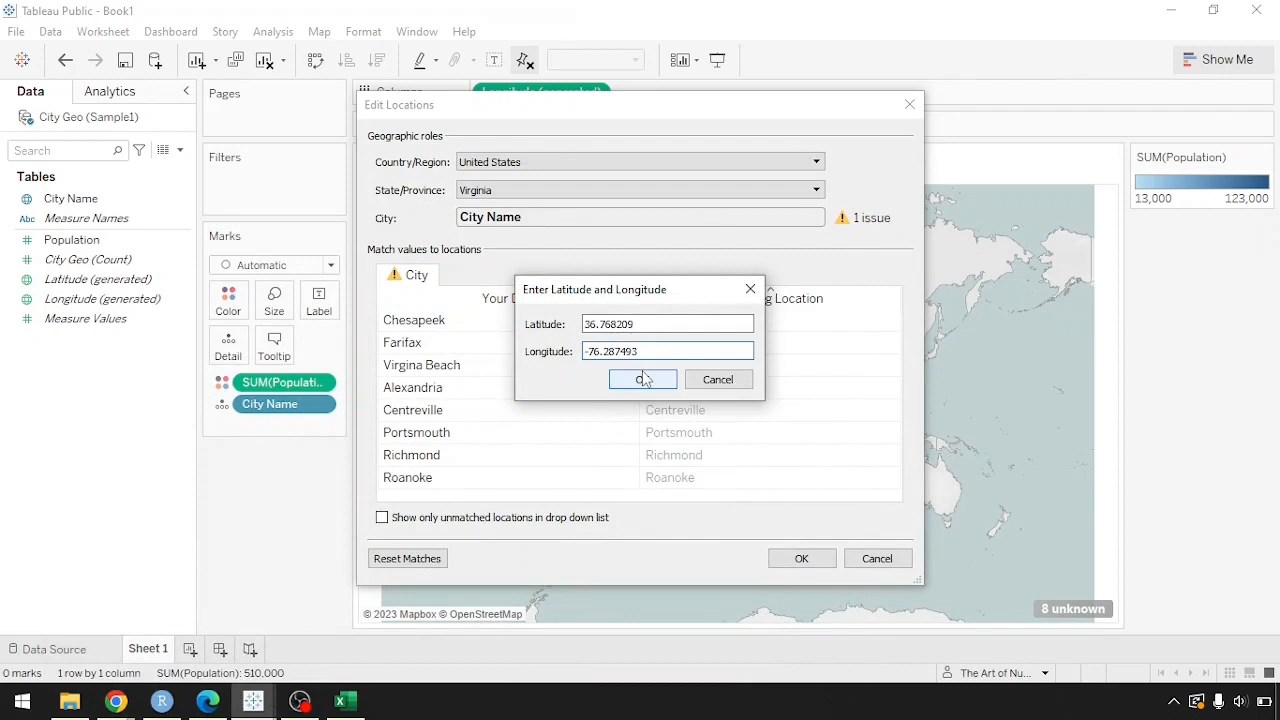 Tableau Public - Book1
File Data Worksheet Dashboard Story Analysis Map Format Window Help
Show Me
Data Analytics
Pages
City Geo (Sample1)
Search
Tables
City Name
Abc Measure Names
Population
City Geo (Count)
Latitude (generated)
Longitude (generated)
Measure Values
Filters
Marks
Automatic
Color Size Label
Detail Tooltip
SUM(Populati..
City Name
Edit Locations
Geographic roles
Country/Region: United States
State/Province: Virginia
City: City Name 1 issue
Match values to locations
City
Chesapeek
Farifax
Virgina Beach
Alexandria
Centreville Centreville
Portsmouth Portsmouth
Richmond Richmond
Roanoke Roanoke
Enter Latitude and Longitude
Latitude: 36.768209
Longitude: -76.287493
Cancel
Show only unmatched locations in drop down list
Reset Matches OK Cancel
SUM(Population)
13,000 123,000
© 2023 Mapbox © OpenStreetMap
8 unknown
Data Source Sheet 1
0 marks 1 row by 1 column SUM(Population): 510,000
The Art of Nu...